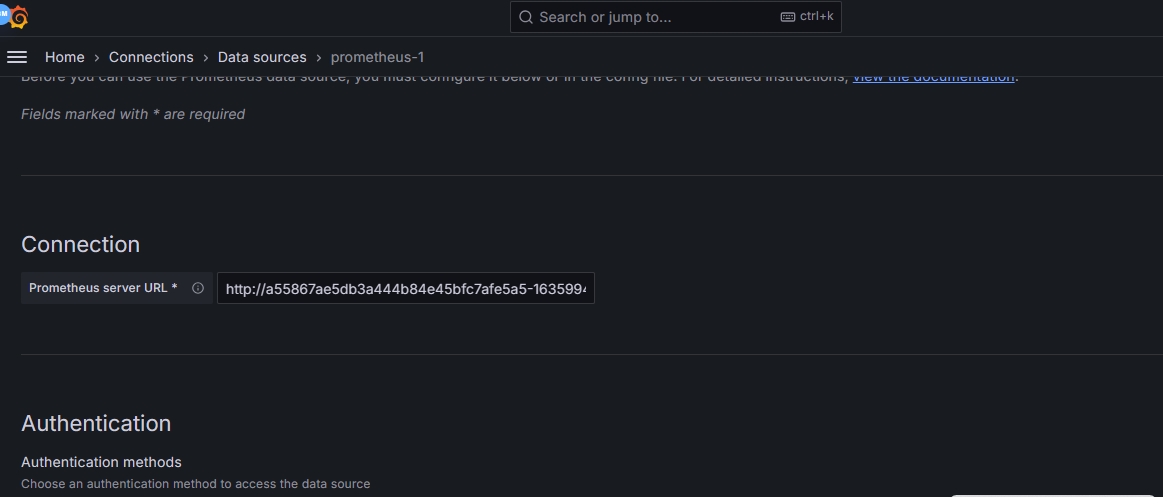 Search or jump to...
ctrl+k
Home › Connections › Data sources › prometheus-1
Before you can use the Prometheus data source, you must configure it below or in the config file. For detailed instructions, view the documentation.
Fields marked with * are required
Connection
Prometheus server URL *
http://a55867ae5db3a444b84e45bfc7afe5a5-1635994
Authentication
Authentication methods
Choose an authentication method to access the data source